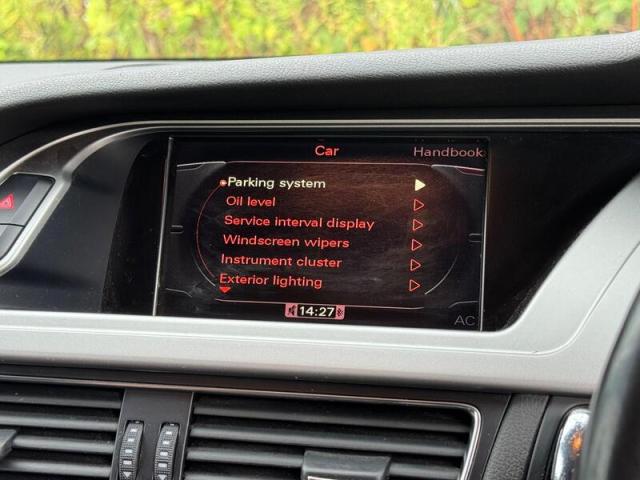 Car
Handbook
Parking system
Oil level
Service interval display
Windscreen wipers
Instrument cluster
Exterior lighting
14:27
AC